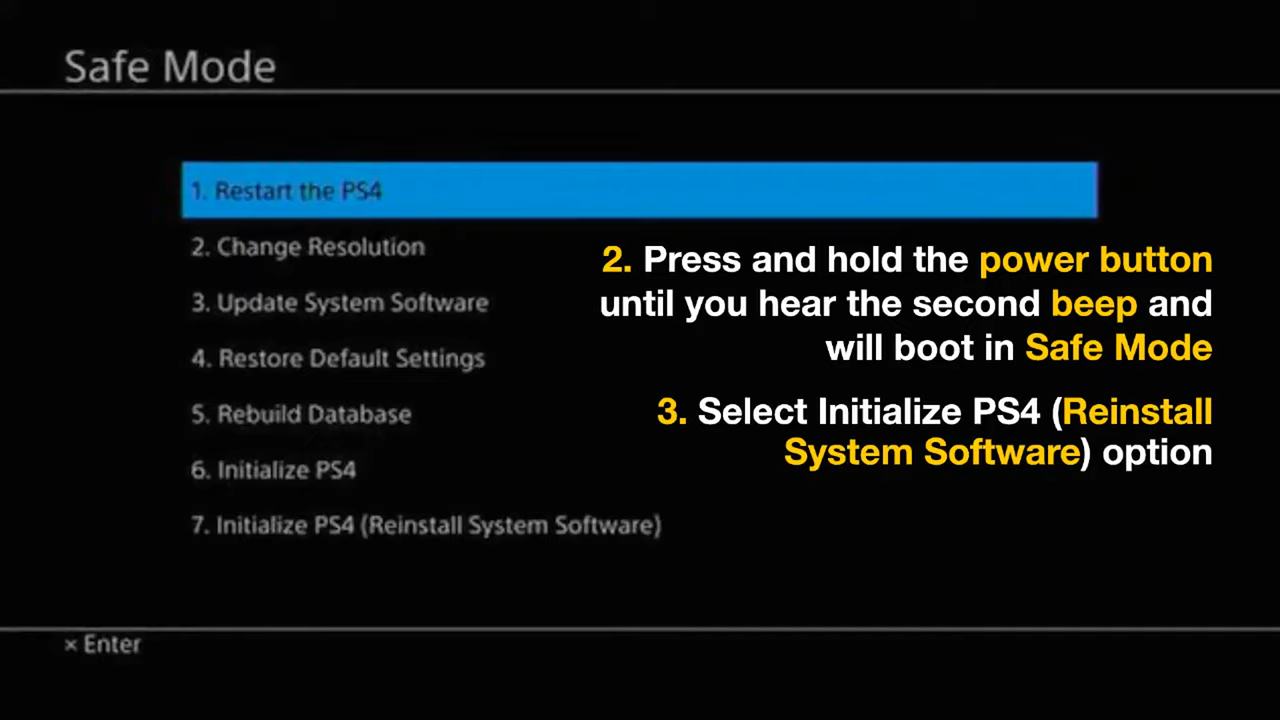 Safe Mode
1. Restart the PS4
2. Change Resolution
3. Update System Software
4. Restore Default Settings
5. Rebuild Database
6. Initialize PS4
7. Initialize PS4 (Reinstall System Software)
2. Press and hold the power button
until you hear the second beep and
will boot in Safe Mode
3. Select Initialize PS4 (Reinstall
System Software) option
× Enter